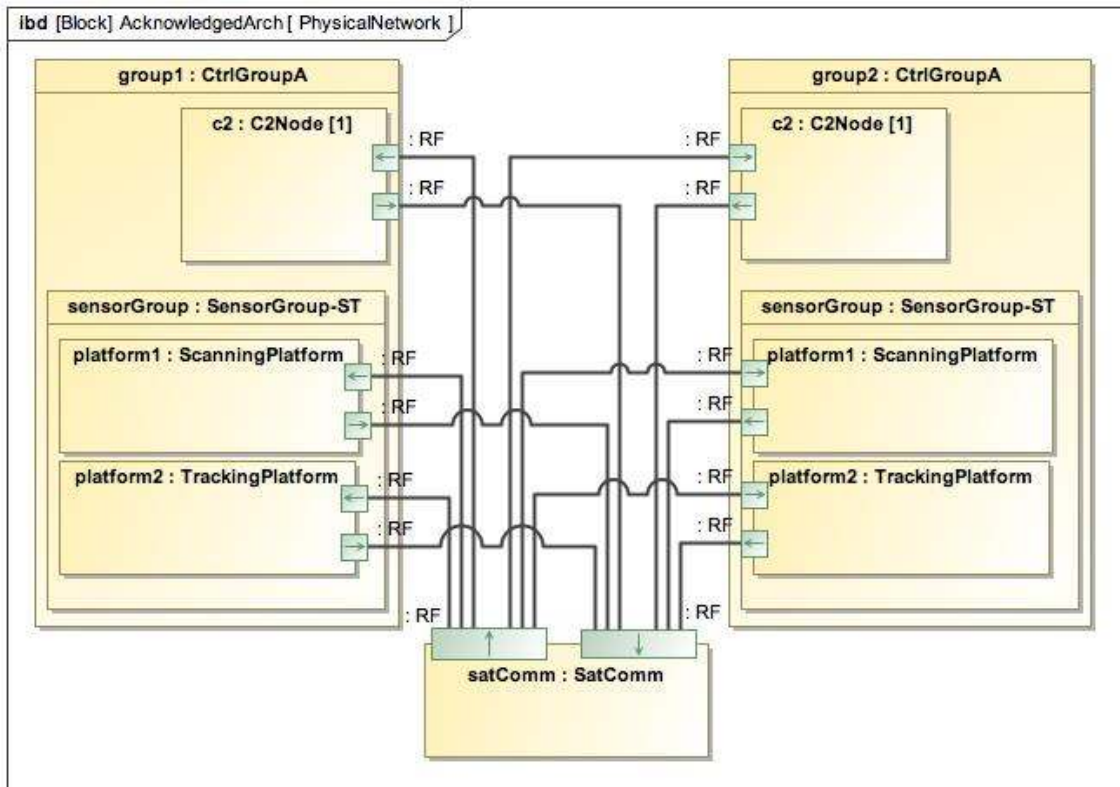 ibd [Block] AcknowledgedArch [ PhysicalNetwork ]
group1 : CtrlGroupA
c2 : C2Node [1]
: RF
: RF
sensorGroup : SensorGroup-ST
platform1 : ScanningPlatform
: RF
: RF
platform2 : TrackingPlatform
: RF
: RF
: RF
group2 : CtrlGroupA
c2 : C2Node [1]
: RF
: RF
sensorGroup : SensorGroup-ST
platform1 : ScanningPlatform
: RF
: RF
platform2 : TrackingPlatform
: RF
: RF
: RF
satComm : SatComm